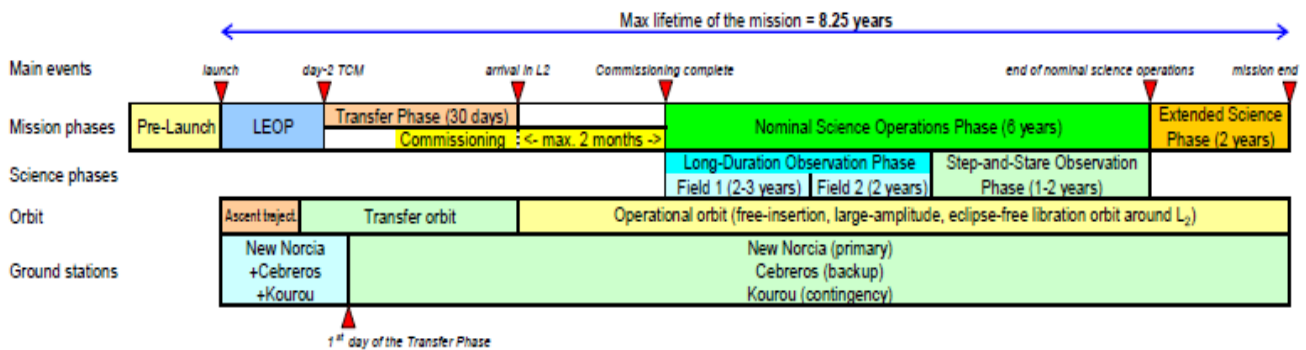 Max lifetime of the mission = 8.25 years
Main events
launch
day-2 TCM
arrival in L2
Commissioning complete
end of nominal science operations
mission end
Mission phases
Pre-Launch
LEOP
Transfer Phase (30 days)
Commissioning
<- max. 2 months ->
Nominal Science Operations Phase (6 years)
Extended Science
Phase (2 years)
Science phases
Long-Duration Observation Phase
Field 1 (2-3 years)
Field 2 (2 years)
Step-and-Stare Observation
Phase (1-2 years)
Orbit
Ascent traject.
Transfer orbit
Operational orbit (free-insertion, large-amplitude, eclipse-free libration orbit around L2)
Ground stations
New Norcia
+Cebreros
+Kourou
New Norcia (primary)
Cebreros (backup)
Kourou (contingency)
1st day of the Transfer Phase